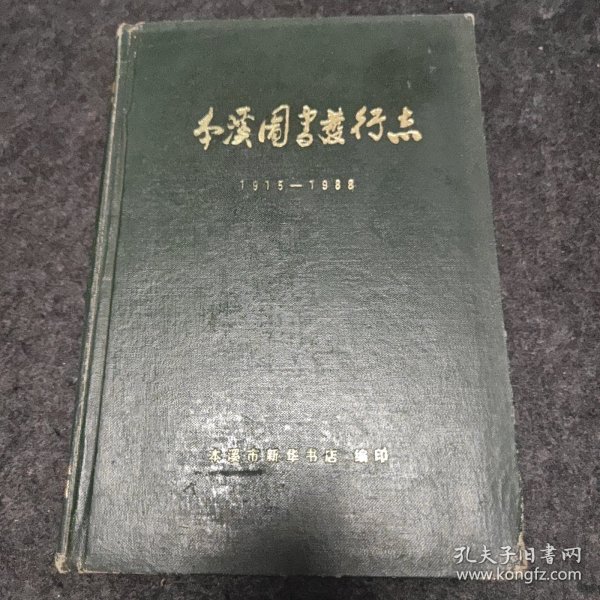 本溪图书发行志
1915—1988
本溪市新华书店 编印
孔夫子旧书网
www.kongfz.com